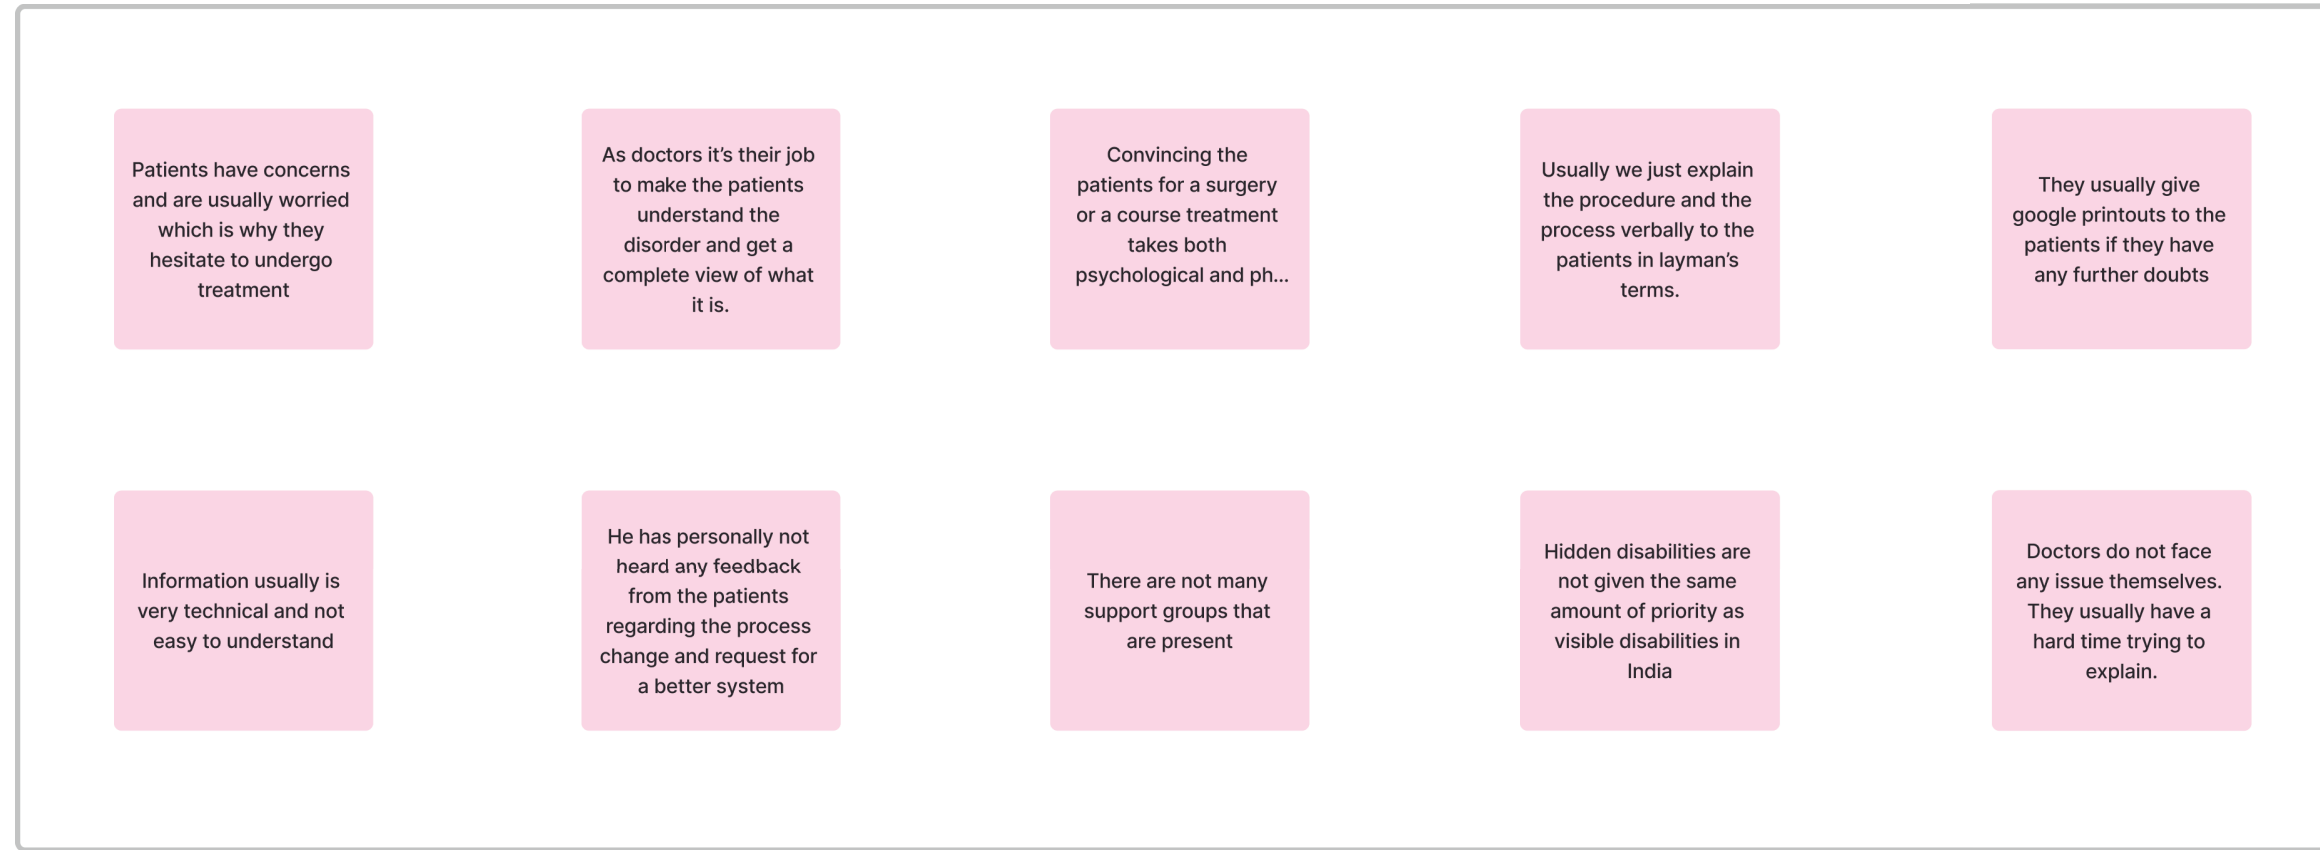 Patients have concerns
and are usually worried
which is why they
hesitate to undergo
treatment
As doctors it’s their job
to make the patients
understand the
disorder and get a
complete view of what
it is.
Convincing the
patients for a surgery
or a course treatment
takes both
psychological and ph...
Usually we just explain
the procedure and the
process verbally to the
patients in layman’s
terms.
They usually give
google printouts to the
patients if they have
any further doubts
Information usually is
very technical and not
easy to understand
He has personally not
heard any feedback
from the patients
regarding the process
change and request for
a better system
There are not many
support groups that
are present
Hidden disabilities are
not given the same
amount of priority as
visible disabilities in
India
Doctors do not face
any issue themselves.
They usually have a
hard time trying to
explain.